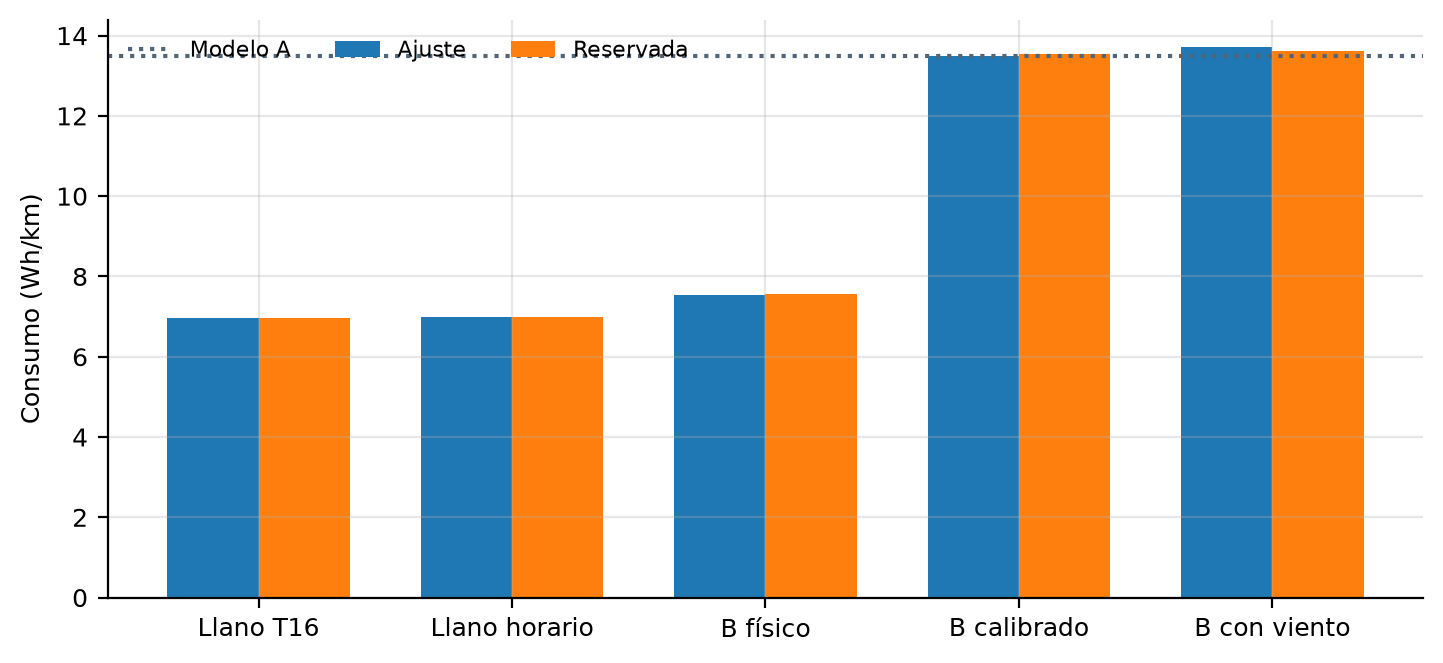 Modelo A Ajuste Reservada
Consumo (Wh/km)
14
12
10
8
6
4
2
0
Llano T16 Llano horario B físico B calibrado B con viento